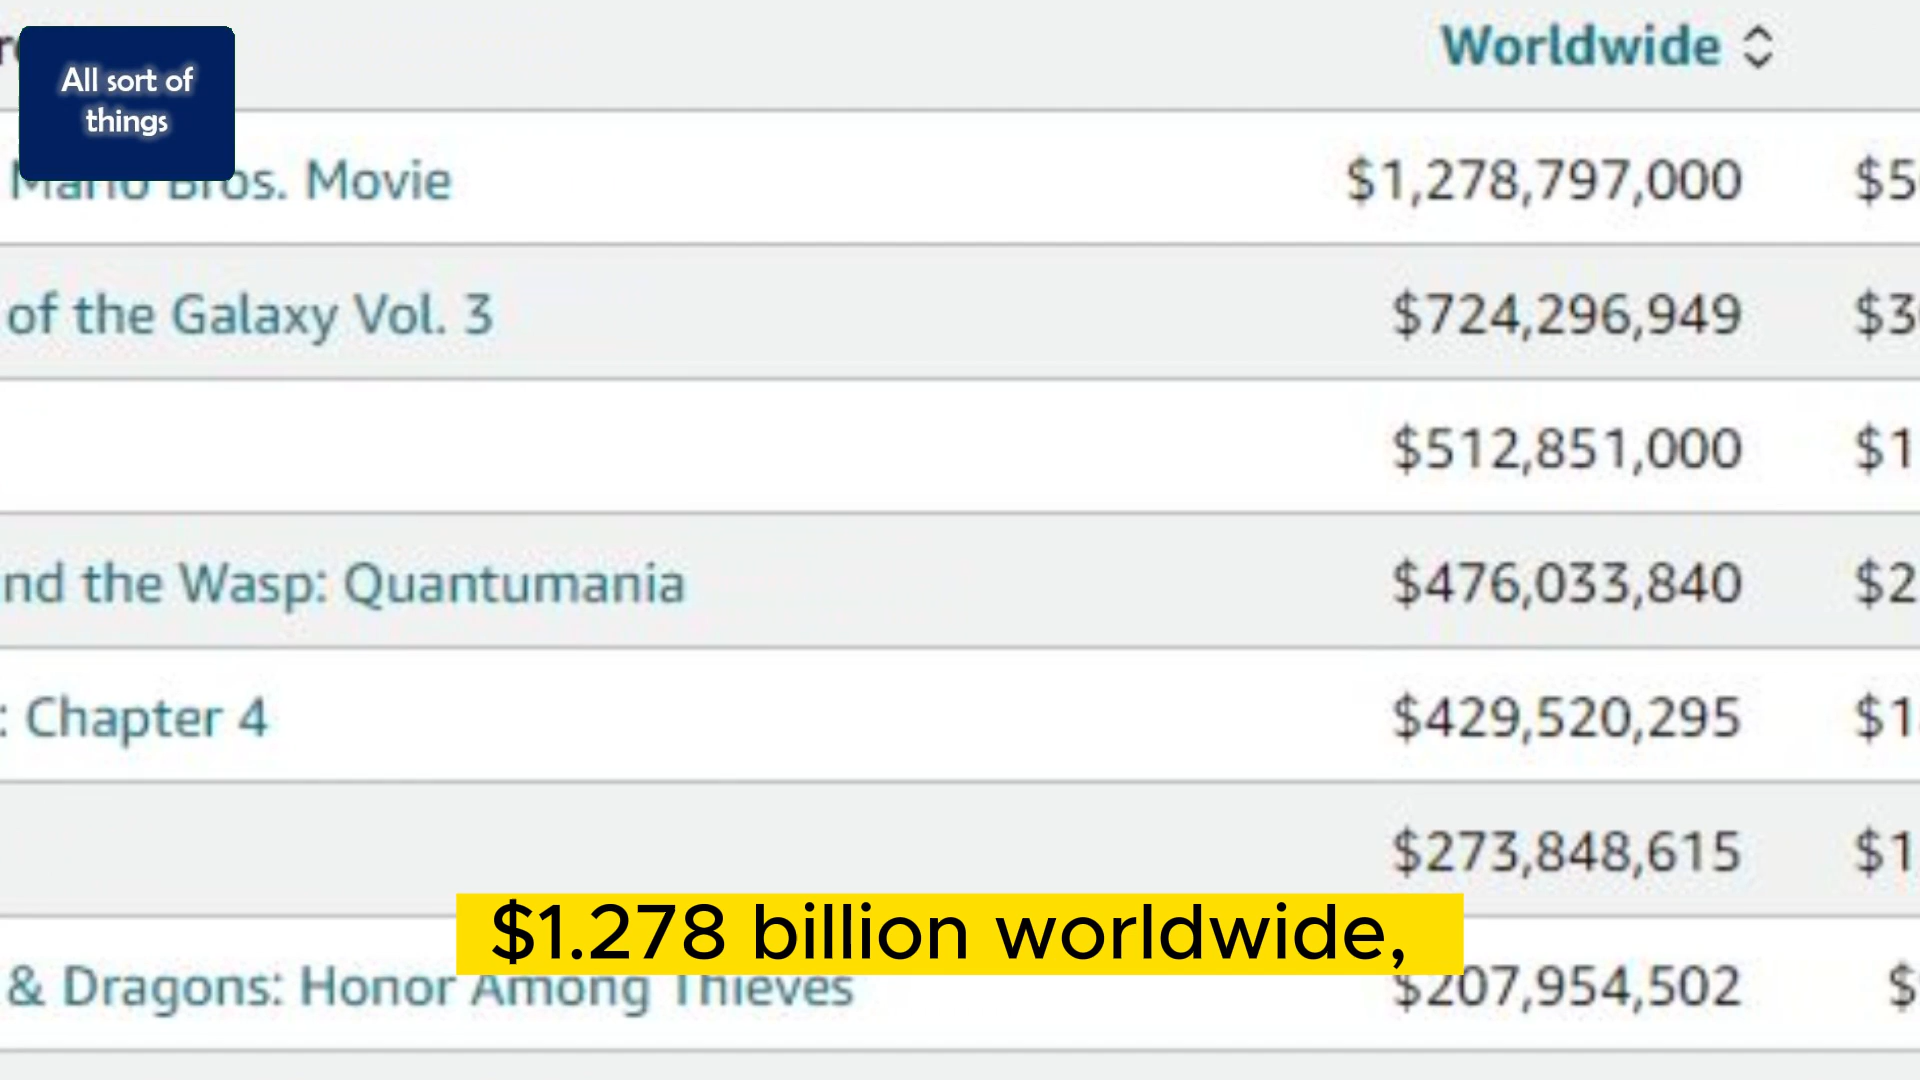 All sort of
things
Worldwide
Mario Bros. Movie $1,278,797,000 $5
of the Galaxy Vol. 3 $724,296,949 $3
$512,851,000 $1
nd the Wasp: Quantumania $476,033,840 $2
: Chapter 4 $429,520,295 $1
$273,848,615 $1
$1.278 billion worldwide,
& Dragons: Honor Among Thieves $207,954,502 $